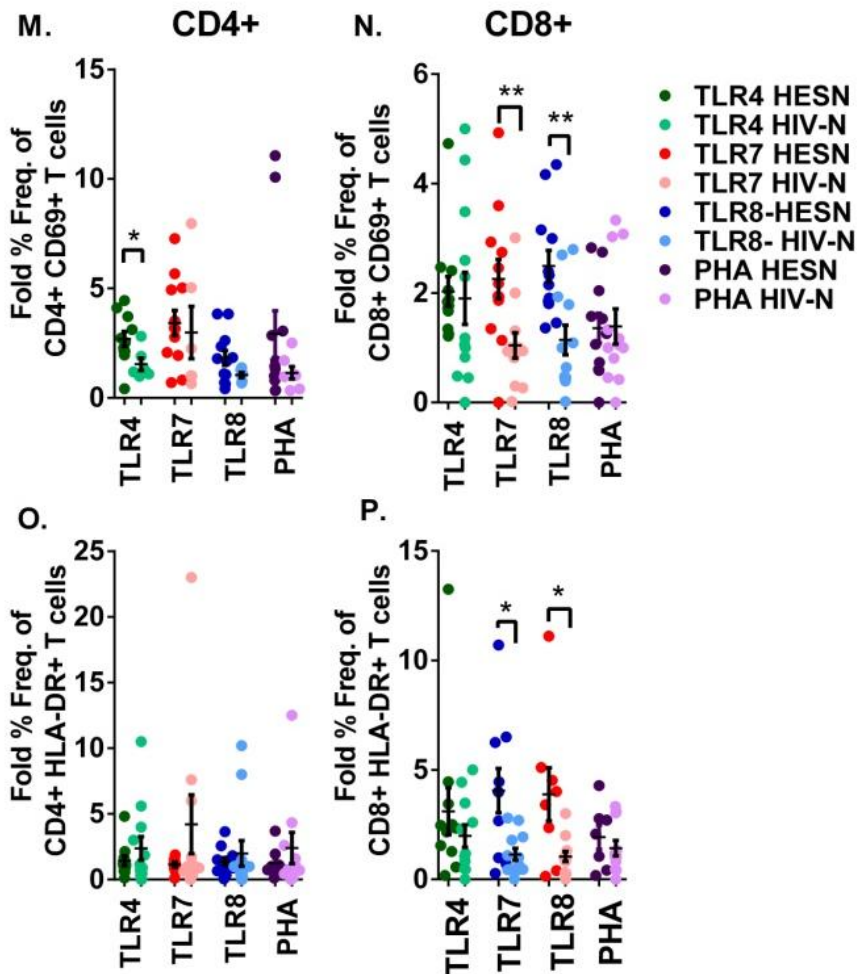 M. CD4+
Fold % Freq. of
CD4+ CD69+ T cells
15
10
5
0
*
TLR4
TLR7
TLR8
PHA
N. CD8+
Fold % Freq. of
CD8+ CD69+ T cells
6
4
2
0
**
**
TLR4
TLR7
TLR8
PHA
TLR4 HESN
TLR4 HIV-N
TLR7 HESN
TLR7 HIV-N
TLR8-HESN
TLR8- HIV-N
PHA HESN
PHA HIV-N
O.
Fold % Freq. of
CD4+ HLA-DR+ T cells
25
20
15
10
5
0
TLR4
TLR7
TLR8
PHA
P.
Fold % Freq. of
CD8+ HLA-DR+ T cells
15
10
5
0
*
*
TLR4
TLR7
TLR8
PHA